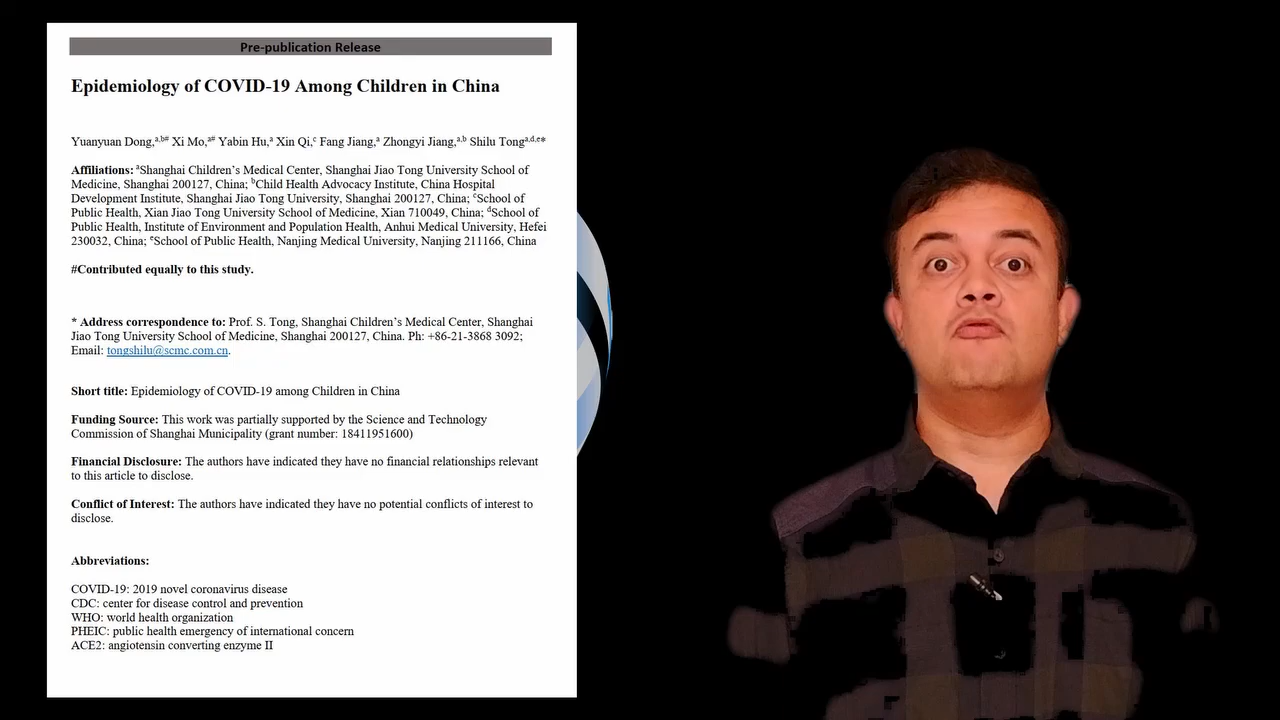 Pre-publication Release
Epidemiology of COVID-19 Among Children in China
Yuanyuan Dong,a,b# Xi Mo,a# Yabin Hu,a Xin Qi,c Fang Jiang,a Zhongyi Jiang,a,b Shilu Tonga,d,e*
Affiliations: aShanghai Children’s Medical Center, Shanghai Jiao Tong University School of
Medicine, Shanghai 200127, China; bChild Health Advocacy Institute, China Hospital
Development Institute, Shanghai Jiao Tong University, Shanghai 200127, China; cSchool of
Public Health, Xian Jiao Tong University School of Medicine, Xian 710049, China; dSchool of
Public Health, Institute of Environment and Population Health, Anhui Medical University, Hefei
230032, China; eSchool of Public Health, Nanjing Medical University, Nanjing 211166, China
#Contributed equally to this study.
* Address correspondence to: Prof. S. Tong, Shanghai Children’s Medical Center, Shanghai
Jiao Tong University School of Medicine, Shanghai 200127, China. Ph: +86-21-3868 3092;
Email: tongshilu@scmc.com.cn.
Short title: Epidemiology of COVID-19 among Children in China
Funding Source: This work was partially supported by the Science and Technology
Commission of Shanghai Municipality (grant number: 18411951600)
Financial Disclosure: The authors have indicated they have no financial relationships relevant
to this article to disclose.
Conflict of Interest: The authors have indicated they have no potential conflicts of interest to
disclose.
Abbreviations:
COVID-19: 2019 novel coronavirus disease
CDC: center for disease control and prevention
WHO: world health organization
PHEIC: public health emergency of international concern
ACE2: angiotensin converting enzyme II